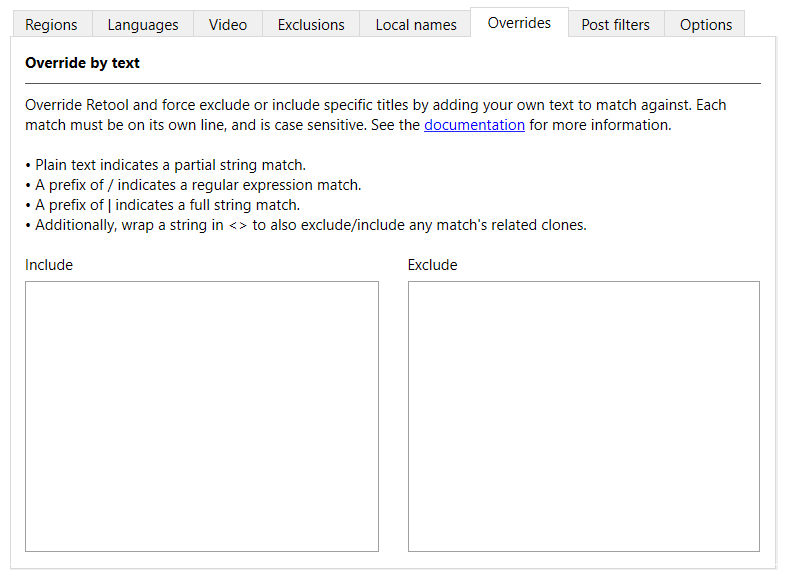 Regions Languages Video Exclusions Local names Overrides Post filters Options
Override by text
Override Retool and force exclude or include specific titles by adding your own text to match against. Each
match must be on its own line, and is case sensitive. See the documentation for more information.
• Plain text indicates a partial string match.
• A prefix of / indicates a regular expression match.
• A prefix of | indicates a full string match.
• Additionally, wrap a string in <> to also exclude/include any match's related clones.
Include Exclude